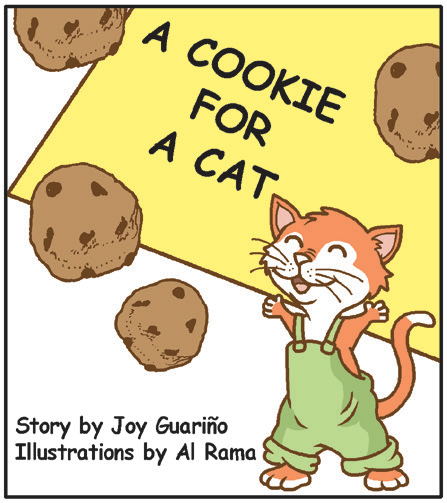 A COOKIE
FOR
A CAT
Story by Joy Guariño
Illustrations by Al Rama